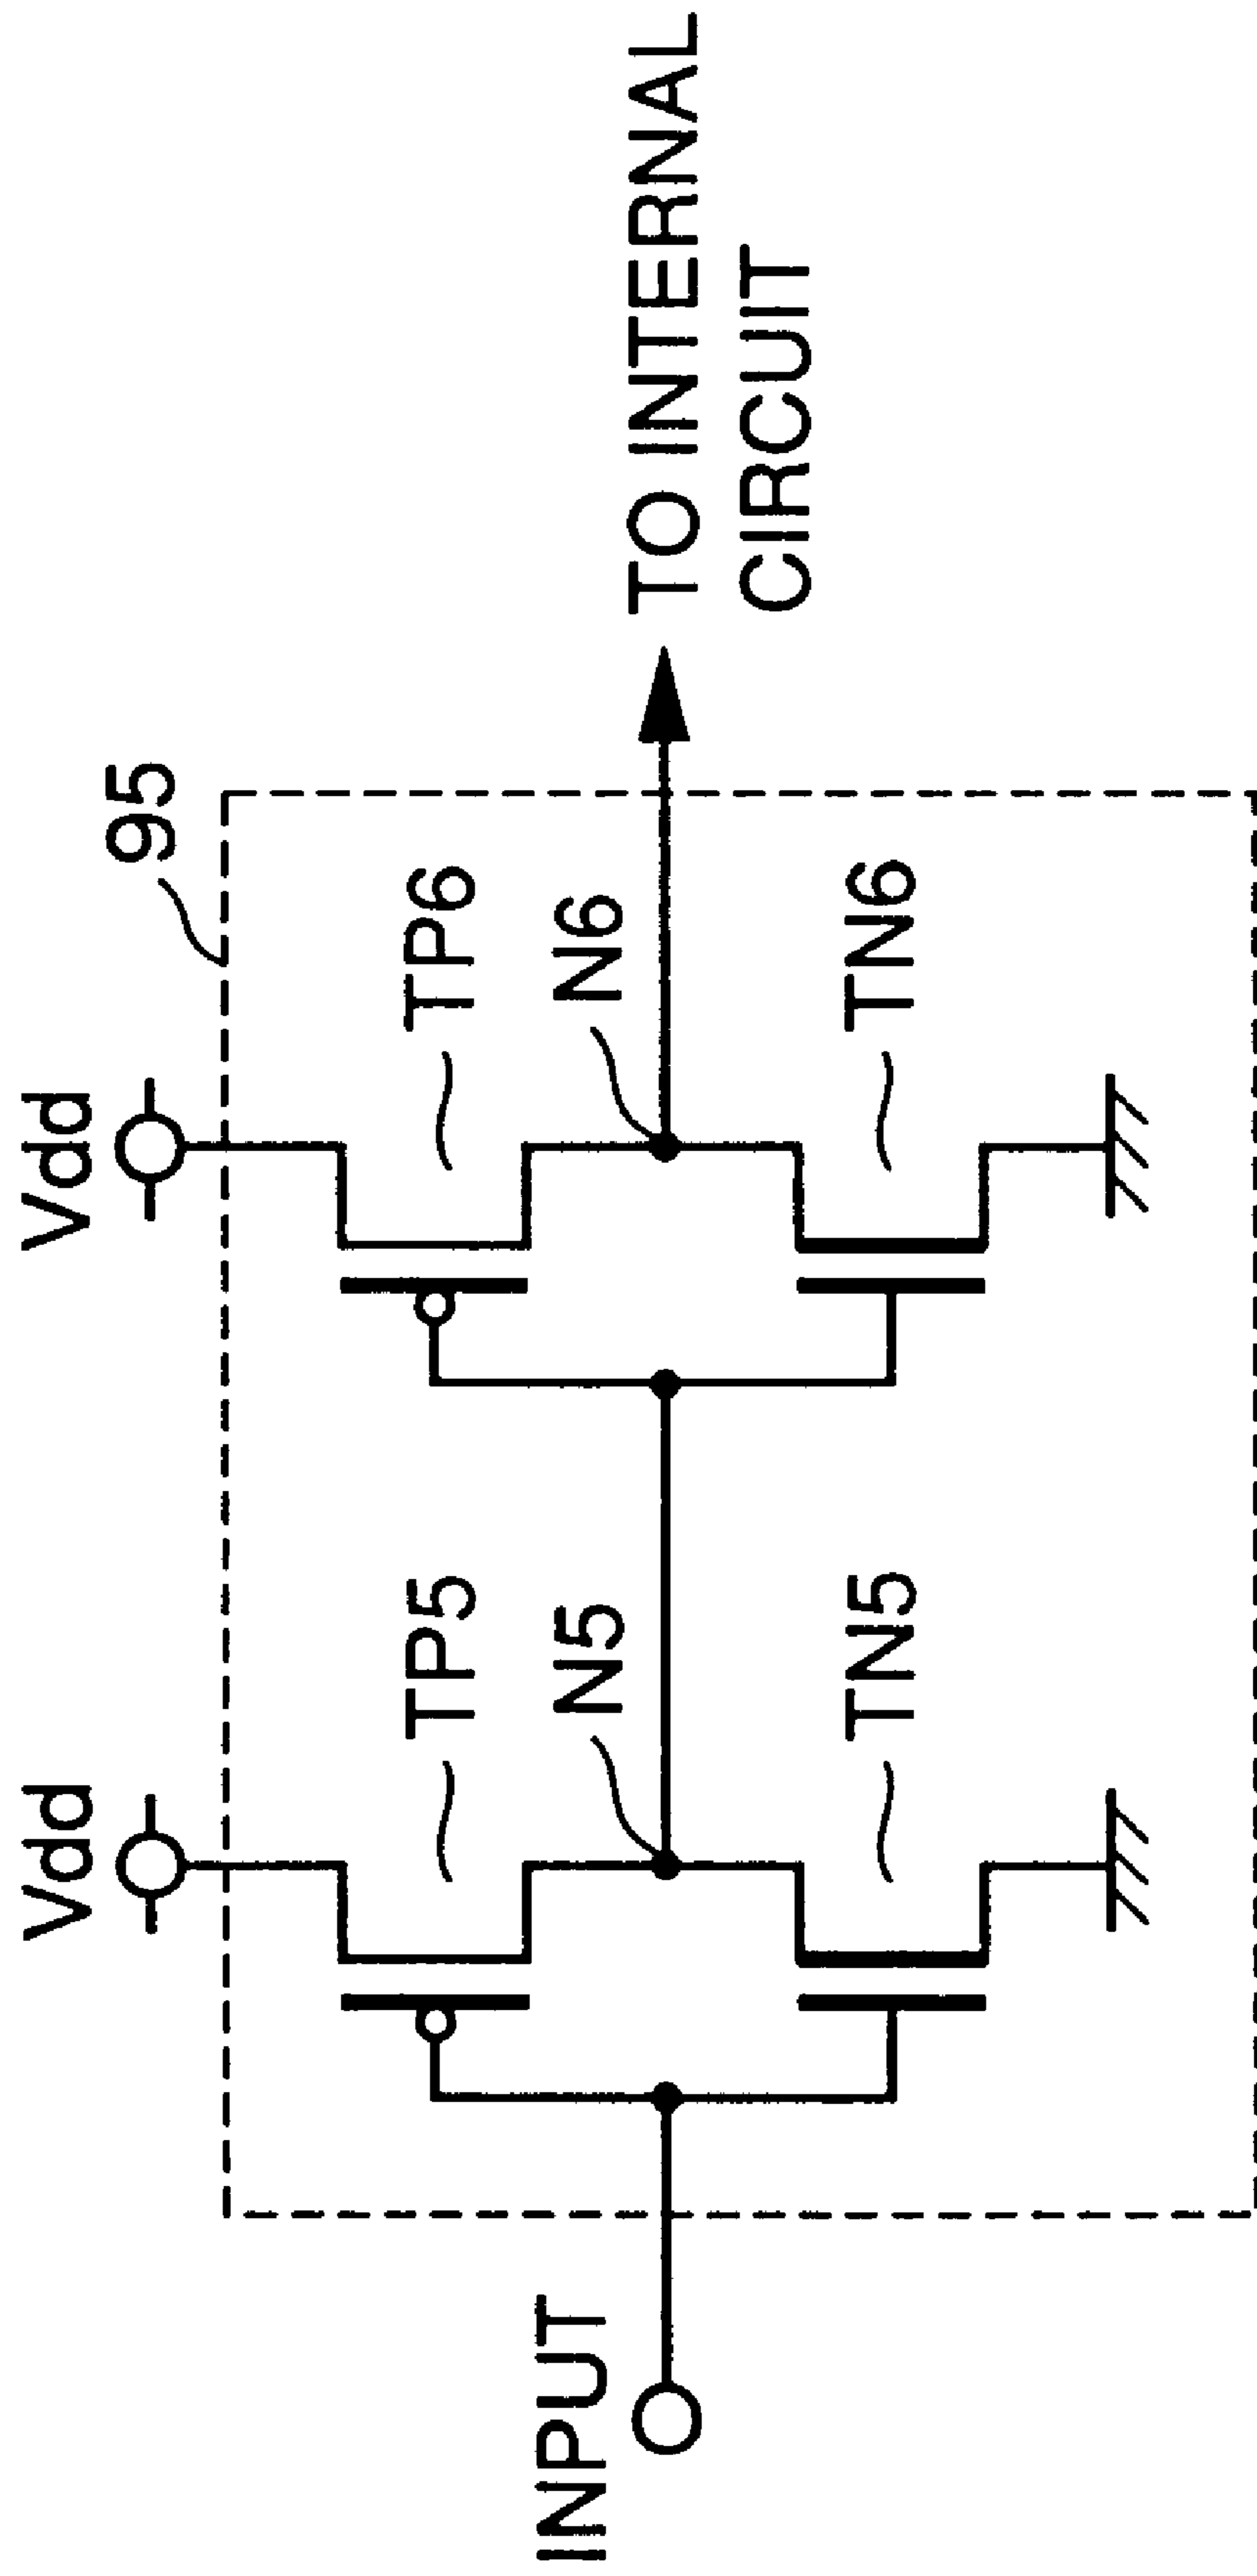 Vdd
Vdd
95
TP5
TP6
INPUT
N5
N6
TO INTERNAL
CIRCUIT
TN5
TN6